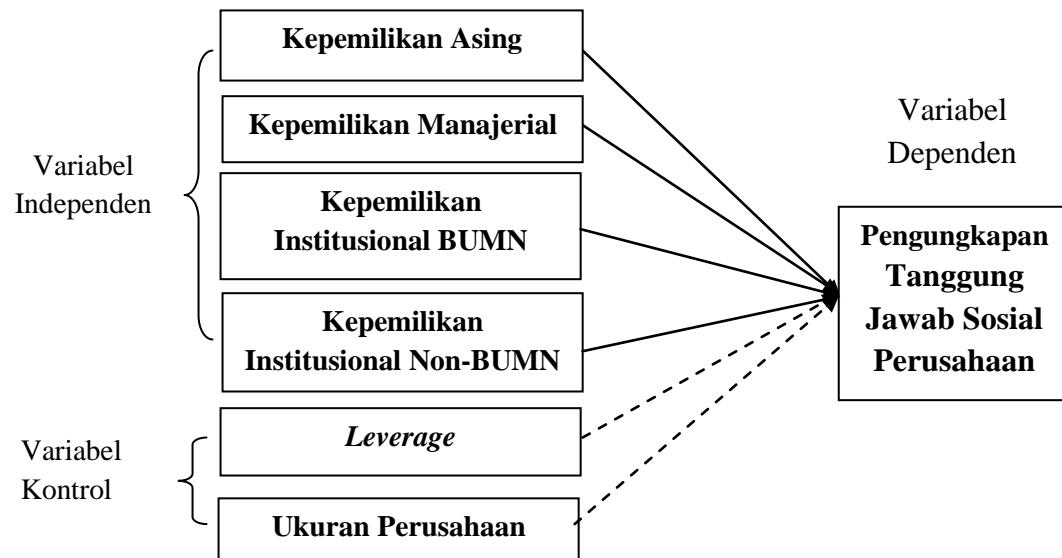 Kepemilikan Asing
Kepemilikan Manajerial
Variabel
Independen
Kepemilikan
Institusional BUMN
Kepemilikan
Institusional Non-BUMN
Variabel
Kontrol
Leverage
Ukuran Perusahaan
Variabel
Dependen
Pengungkapan
Tanggung
Jawab Sosial
Perusahaan